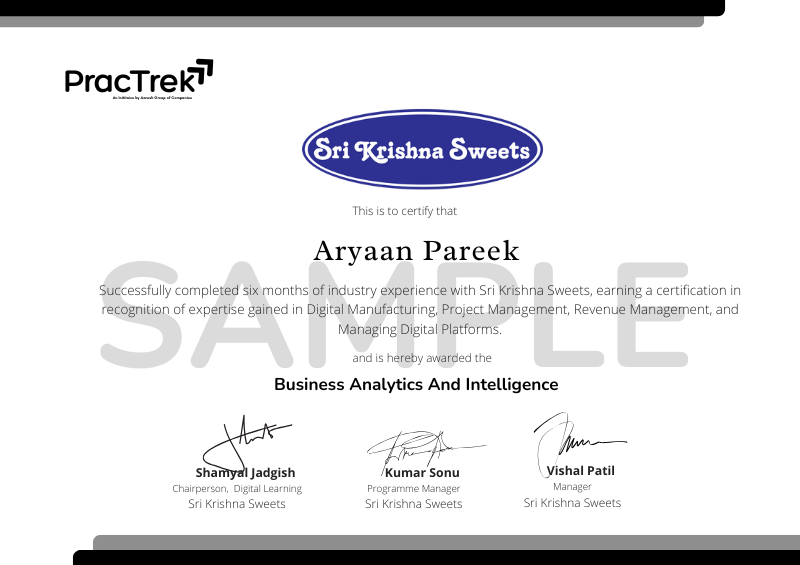 PracTrek
An Initiative by Aanesh Group of Companies
Sri Krishna Sweets
This is to certify that
Aryaan Pareek
SAMPLE
Successfully completed six months of industry experience with Sri Krishna Sweets, earning a certification in
recognition of expertise gained in Digital Manufacturing, Project Management, Revenue Management, and
Managing Digital Platforms.
and is hereby awarded the
Business Analytics And Intelligence
Shamyal Jadgish Kumar Sonu Vishal Patil
Chairperson, Digital Learning Programme Manager Manager
Sri Krishna Sweets Sri Krishna Sweets Sri Krishna Sweets